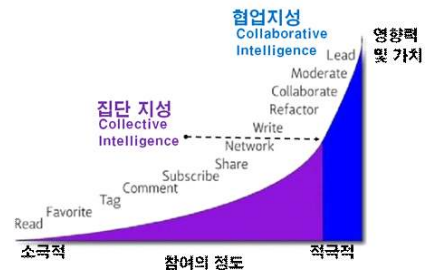 협업지성
Collaborative
Intelligence
영향력
및 가치
Lead
Moderate
Collaborate
Refactor
집단 지성
Collective
Intelligence
Write
Network
Share
Subscribe
Comment
Tag
Favorite
Read
소극적
참여의 정도
적극적